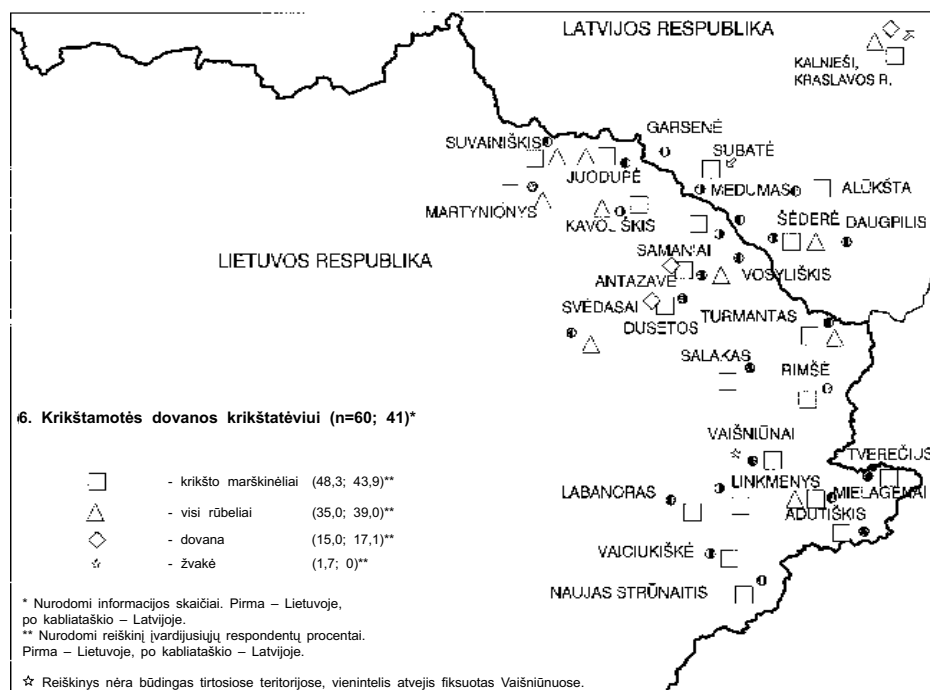 LATVIJOS RESPUBLIKA
KALNIEŠI,
KRASLAVOS R.
GARSENĖ
SUVAINIŠKIS
SUBATĖ
JUODUPĖ
MEDUMAS
ALŪKŠTA
MARTYNIONYS
ŠĖDERĖ
DAUGPILIS
LIETUVOS RESPUBLIKA
SAMANIAI
ANTAZAVĖ
VOSYLIŠKIS
SVĖDASAI
DUSETOS
TURMANTAS
SALAKAS
RIMŠĖ
6. Krikštamotės dovanos krikštatėviui (n=60; 41)*
VAIŠNIŪNAI
TVEREČIUS
- krikšto marškinėliai (48,3; 43,9)**
LINKMENYS
MIELAGĖNAI
LABANORAS
- visi rūbeliai (35,0; 39,0)**
ADUTIŠKIS
- dovana (15,0; 17,1)**
VAICIUKIŠKĖ
- žvakė (1,7; 0)**
NAUJAS STRŪNAITIS
* Nurodomi informacijos skaičiai. Pirma – Lietuvoje,
po kabliataškio – Latvijoje.
** Nurodomi reiškinį įvardijusiųjų respondentų procentai.
Pirma – Lietuvoje, po kabliataškio – Latvijoje.
☆ Reiškinys nėra būdingas tirtosiose teritorijose, vienintelis atvejis fiksuotas Vaišniūnuose.